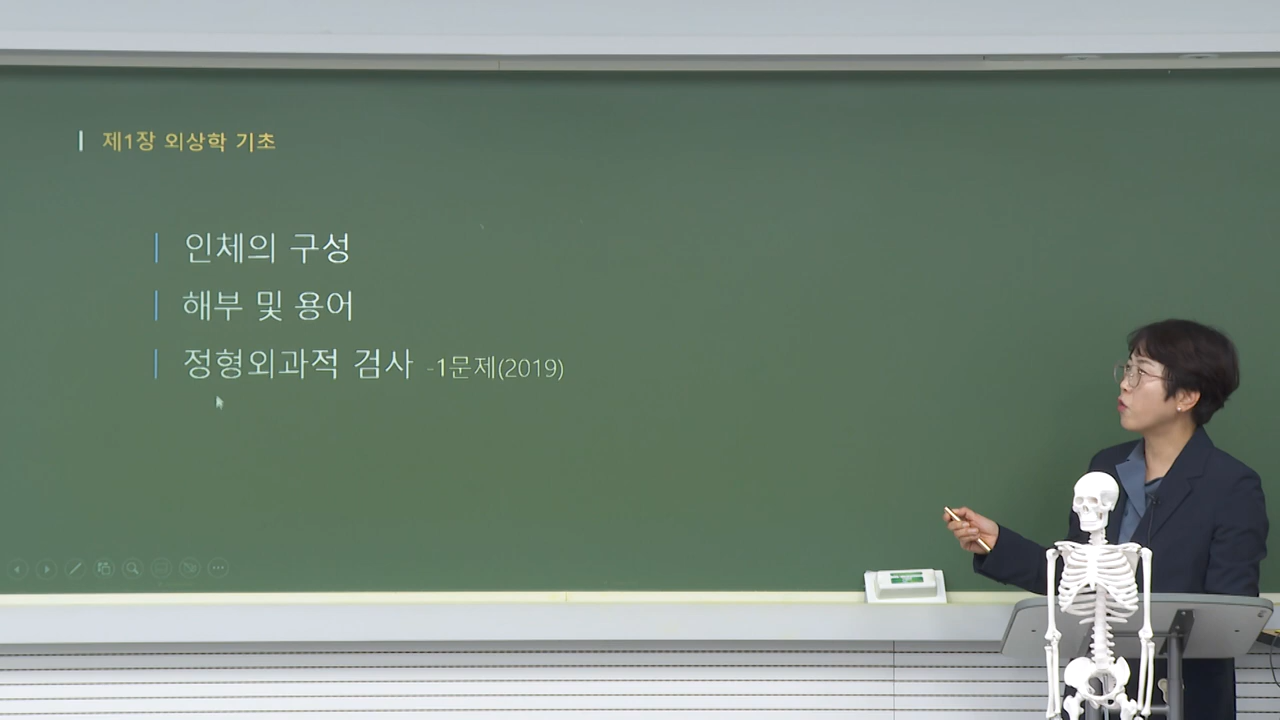 제1장 외상학 기초
인체의 구성
해부 및 용어
정형외과적 검사 -1문제(2019)